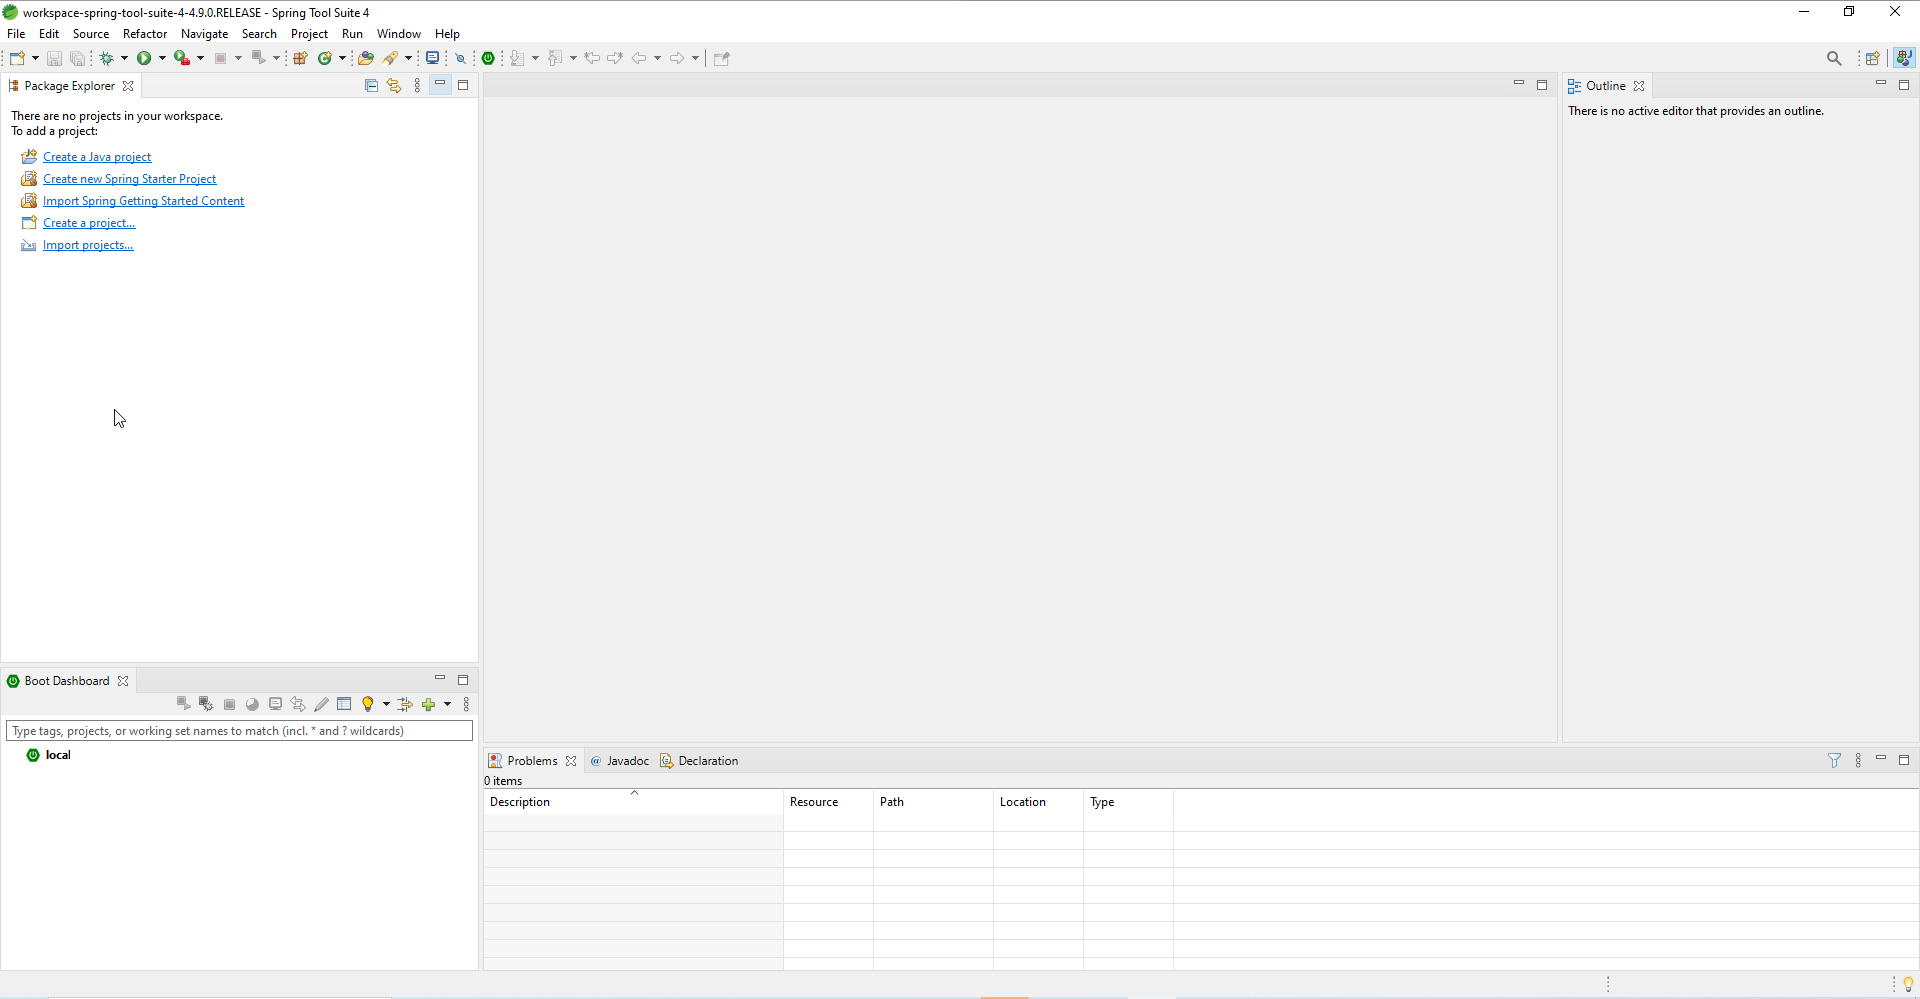 workspace-spring-tool-suite-4-4.9.0.RELEASE - Spring Tool Suite 4
File Edit Source Refactor Navigate Search Project Run Window Help
Package Explorer
There are no projects in your workspace.
To add a project:
Create a Java project
Create new Spring Starter Project
Import Spring Getting Started Content
Create a project...
Import projects...
Outline
There is no active editor that provides an outline.
Boot Dashboard
Type tags, projects, or working set names to match (incl. * and ? wildcards)
local
Problems @ Javadoc Declaration
0 items
Description Resource Path Location Type